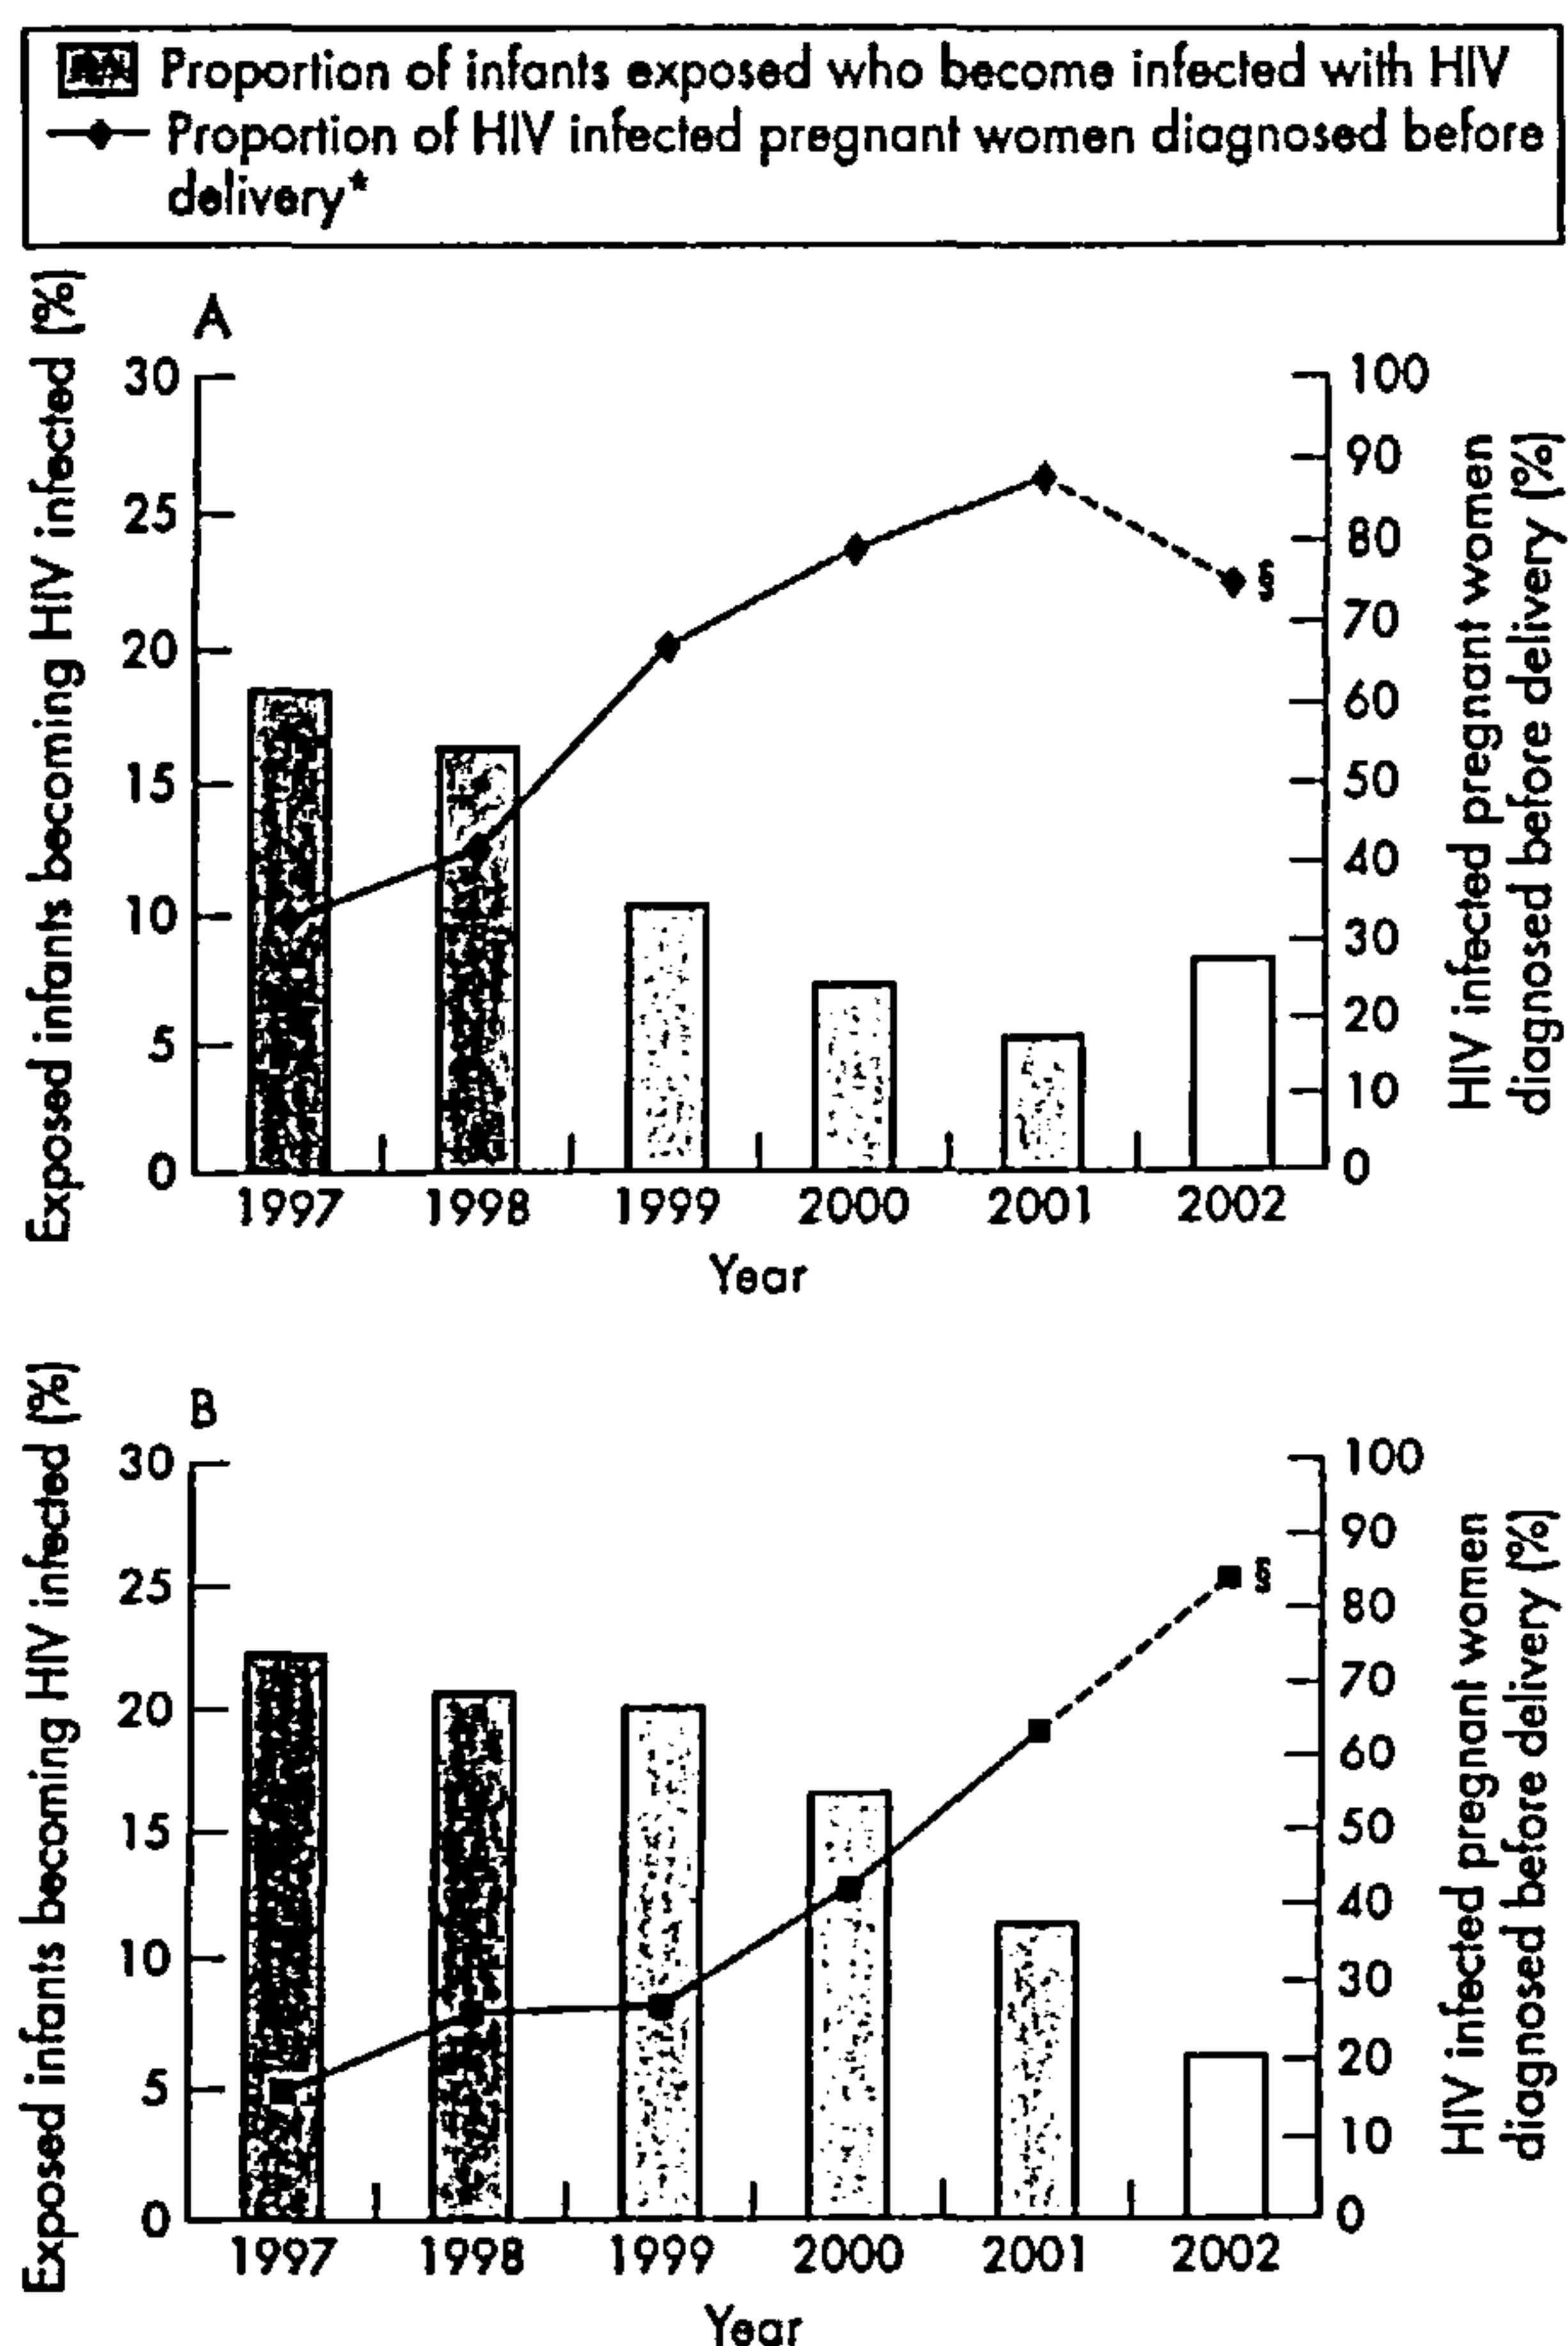 Proportion of infants exposed who become infected with HIV
Proportion of HIV infected pregnant women diagnosed before
delivery*
A
Exposed infants becoming HIV infected (%)
30
25
20
15
10
5
0
100
90
80
70
60
50
40
30
20
10
0
HIV infected pregnant women
diagnosed before delivery (%)
§
1997 1998 1999 2000 2001 2002
Year
B
Exposed infants becoming HIV infected (%)
30
25
20
15
10
5
0
100
90
80
70
60
50
40
30
20
10
0
HIV infected pregnant women
diagnosed before delivery (%)
§
1997 1998 1999 2000 2001 2002
Year